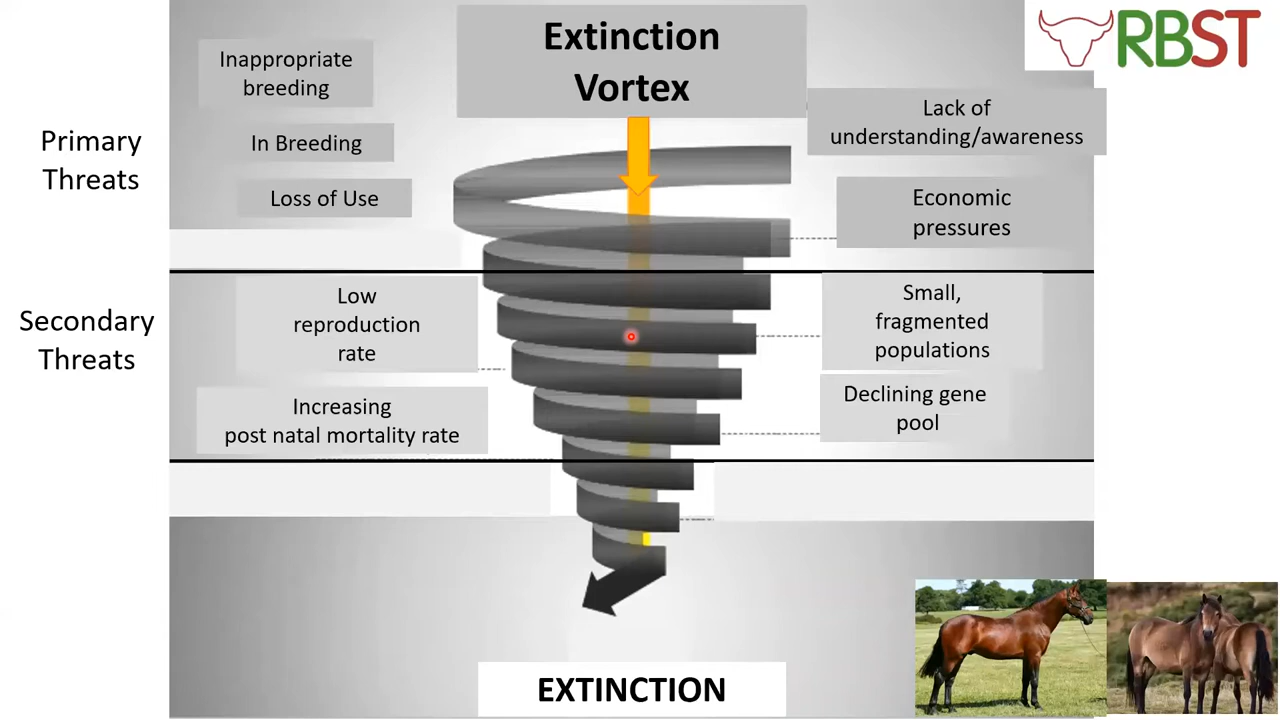 Extinction
Vortex
RBST
Primary
Threats
Inappropriate
breeding
In Breeding
Loss of Use
Lack of
understanding/awareness
Economic
pressures
Secondary
Threats
Low
reproduction
rate
Increasing
post natal mortality rate
Small,
fragmented
populations
Declining gene
pool
EXTINCTION